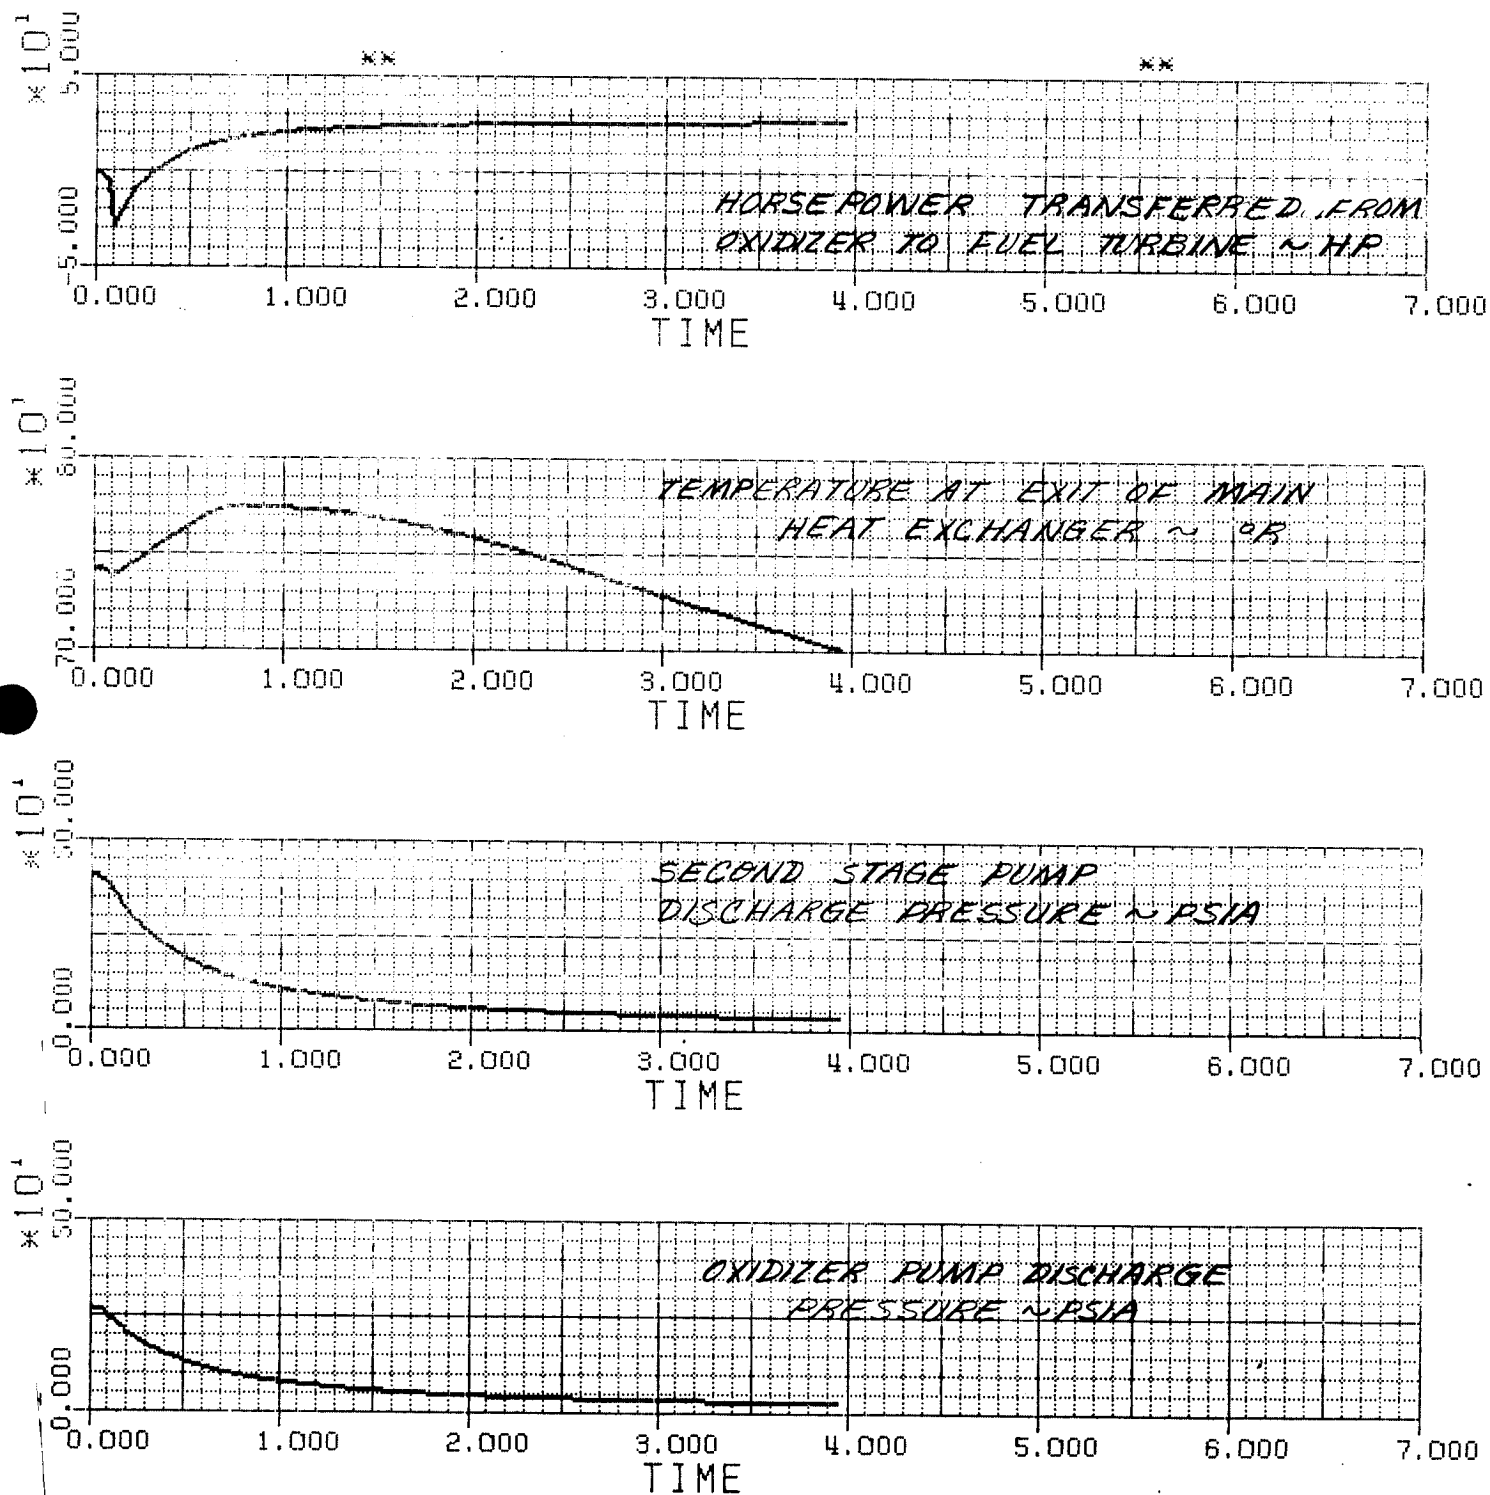 **
**
*10¹
5.000
-5.000
HORSEPOWER TRANSFERRED FROM
OXIDIZER TO FUEL TURBINE ~ HP
0.000 1.000 2.000 3.000 4.000 5.000 6.000 7.000
TIME
*10¹
80.000
70.000
TEMPERATURE AT EXIT OF MAIN
HEAT EXCHANGER ~ °R
0.000 1.000 2.000 3.000 4.000 5.000 6.000 7.000
TIME
*10¹
0.000
SECOND STAGE PUMP
DISCHARGE PRESSURE ~ PSIA
0.000 1.000 2.000 3.000 4.000 5.000 6.000 7.000
TIME
*10¹
50.000
0.000
OXIDIZER PUMP DISCHARGE
PRESSURE ~ PSIA
0.000 1.000 2.000 3.000 4.000 5.000 6.000 7.000
TIME